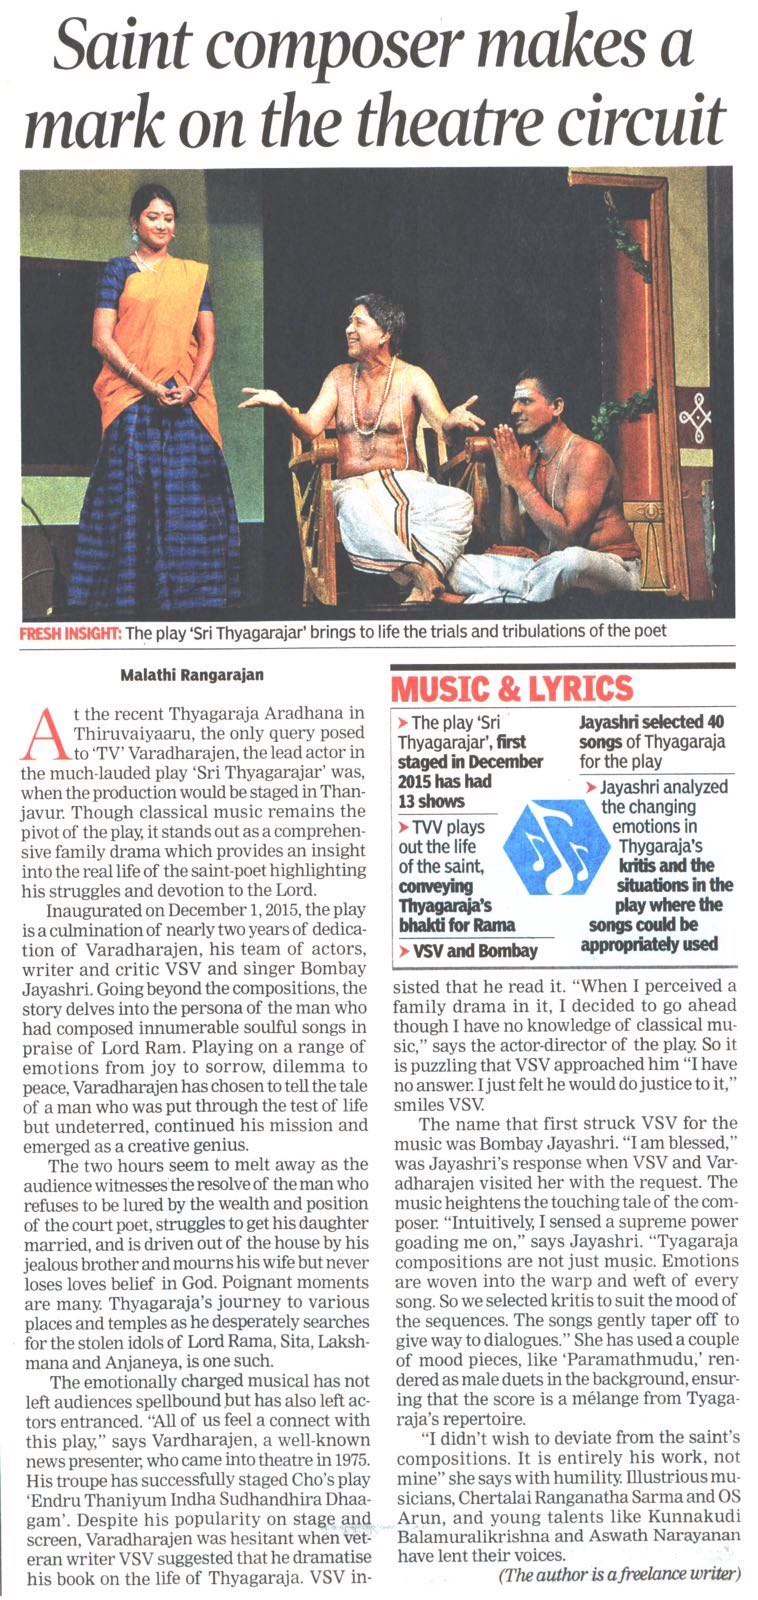 Saint composer makes a
mark on the theatre circuit
FRESH INSIGHT: The play ‘Sri Thyagarajar’ brings to life the trials and tribulations of the poet
Malathi Rangarajan
At the recent Thyagaraja Aradhana in
Thiruvaiyaaru, the only query posed
to ‘TV’ Varadharajen, the lead actor in
the much-lauded play ‘Sri Thyagarajar’ was,
when the production would be staged in Than-
javur. Though classical music remains the
pivot of the play, it stands out as a comprehen-
sive family drama which provides an insight
into the real life of the saint-poet highlighting
his struggles and devotion to the Lord.
Inaugurated on December 1, 2015, the play
is a culmination of nearly two years of dedica-
tion of Varadharajen, his team of actors,
writer and critic VSV and singer Bombay
Jayashri. Going beyond the compositions, the
story delves into the persona of the man who
had composed innumerable soulful songs in
praise of Lord Ram. Playing on a range of
emotions from joy to sorrow, dilemma to
peace, Varadharajen has chosen to tell the tale
of a man who was put through the test of life
but undeterred, continued his mission and
emerged as a creative genius.
The two hours seem to melt away as the
audience witnesses the resolve of the man who
refuses to be lured by the wealth and position
of the court poet, struggles to get his daughter
married, and is driven out of the house by his
jealous brother and mourns his wife but never
loses loves belief in God. Poignant moments
are many. Thyagaraja’s journey to various
places and temples as he desperately searches
for the stolen idols of Lord Rama, Sita, Laksh-
mana and Anjaneya, is one such.
The emotionally charged musical has not
left audiences spellbound but has also left ac-
tors entranced. “All of us feel a connect with
this play,” says Vardharajen, a well-known
news presenter, who came into theatre in 1975.
His troupe has successfully staged Cho’s play
‘Endru Thaniyum Indha Sudhandhira Dhaa-
gam’. Despite his popularity on stage and
screen, Varadharajen was hesitant when vet-
eran writer VSV suggested that he dramatise
his book on the life of Thyagaraja. VSV in-
MUSIC & LYRICS
➤ The play ‘Sri
Thyagarajar’, first
staged in December
2015 has had
13 shows
➤ TVV plays
out the life
of the saint,
conveying
Thyagaraja’s
bhakti for Rama
➤ VSV and Bombay
Jayashri selected 40
songs of Thyagaraja
for the play
➤ Jayashri analyzed
the changing
emotions in
Thygaraja’s
kritis and the
situations in the
play where the
songs could be
appropriately used
sisted that he read it. “When I perceived a
family drama in it, I decided to go ahead
though I have no knowledge of classical mu-
sic,” says the actor-director of the play. So it
is puzzling that VSV approached him “I have
no answer. I just felt he would do justice to it,”
smiles VSV.
The name that first struck VSV for the
music was Bombay Jayashri. “I am blessed,”
was Jayashri’s response when VSV and Var-
adharajen visited her with the request. The
music heightens the touching tale of the com-
poser. “Intuitively, I sensed a supreme power
goading me on,” says Jayashri. “Tyagaraja
compositions are not just music. Emotions
are woven into the warp and weft of every
song. So we selected kritis to suit the mood of
the sequences. The songs gently taper off to
give way to dialogues.” She has used a couple
of mood pieces, like ‘Paramathmudu,’ ren-
dered as male duets in the background, ensur-
ing that the score is a mélange from Tyaga-
raja’s repertoire.
“I didn’t wish to deviate from the saint’s
compositions. It is entirely his work, not
mine” she says with humility. Illustrious mu-
sicians, Chertalai Ranganatha Sarma and OS
Arun, and young talents like Kunnakudi
Balamuralikrishna and Aswath Narayanan
have lent their voices.
(The author is a freelance writer)